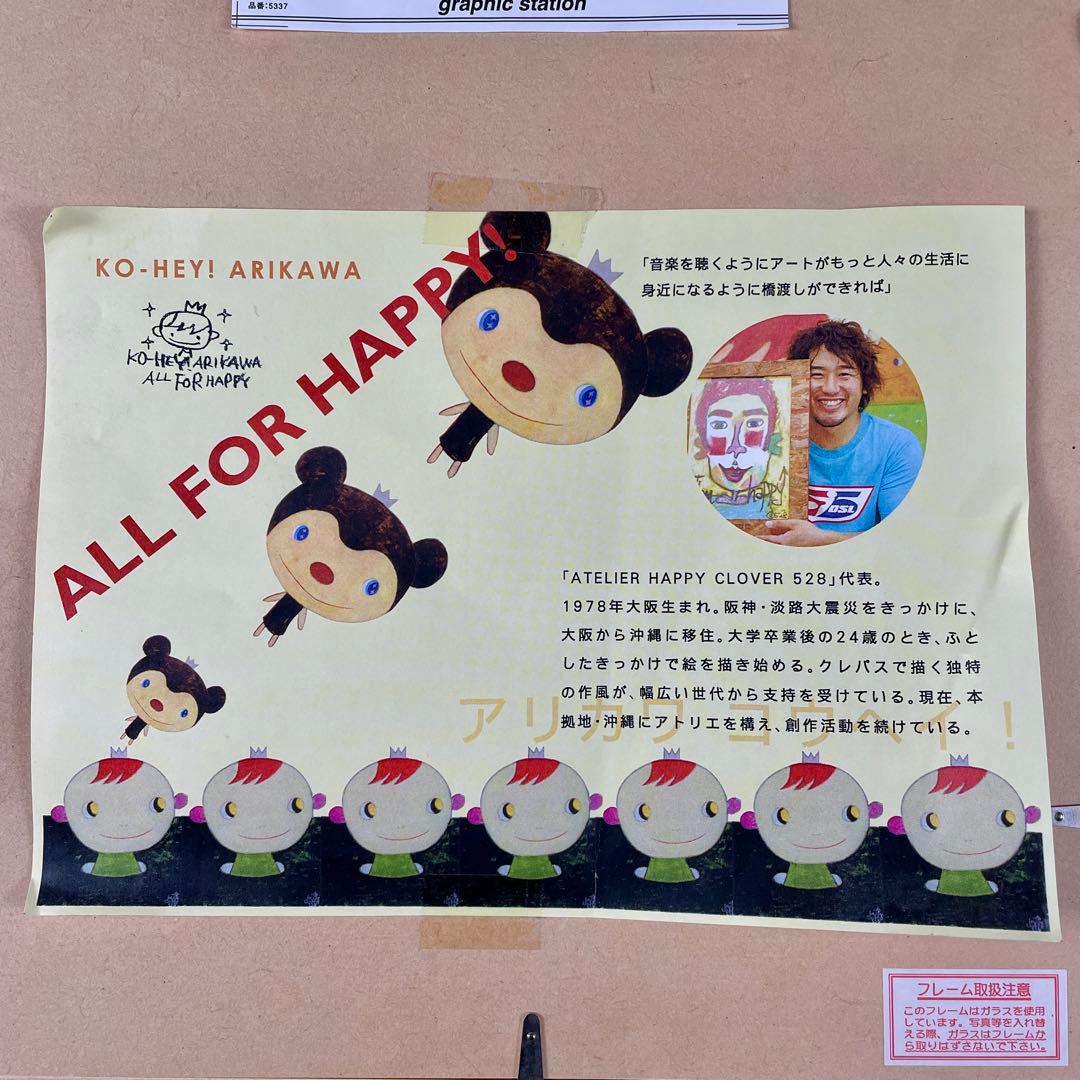 品番:5337
graphic station
KO-HEY! ARIKAWA
KO-HEY! ARIKAWA
ALL FOR HAPPY
ALL FOR HAPPY!
「音楽を聴くようにアートがもっと人々の生活に
身近になるように橋渡しができれば」
happy
OSL
「ATELIER HAPPY CLOVER 528」代表。
1978年大阪生まれ。阪神・淡路大震災をきっかけに、
大阪から沖縄に移住。大学卒業後の24歳のとき、ふと
したきっかけで絵を描き始める。クレパスで描く独特
の作風が、幅広い世代から支持を受けている。現在、本
拠地・沖縄にアトリエを構え、創作活動を続けている。
アリカワ コウヘイ!
フレーム取扱注意
このフレームはガラスを使用
しています。写真等を入れ替
える際、ガラスはフレームか
ら取りはずさないで下さい。